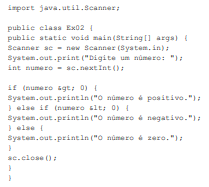 import java.util.Scanner;
public class Ex02 {
public static void main(String[] args) {
Scanner sc = new Scanner(System.in);
System.out.print("Digite um número: ");
int numero = sc.nextInt();
if (numero &gt; 0) {
System.out.println("O número é positivo.");
} else if (numero &lt; 0) {
System.out.println("O número é negativo.");
} else {
System.out.println("O número é zero.");
}
sc.close();
}
}